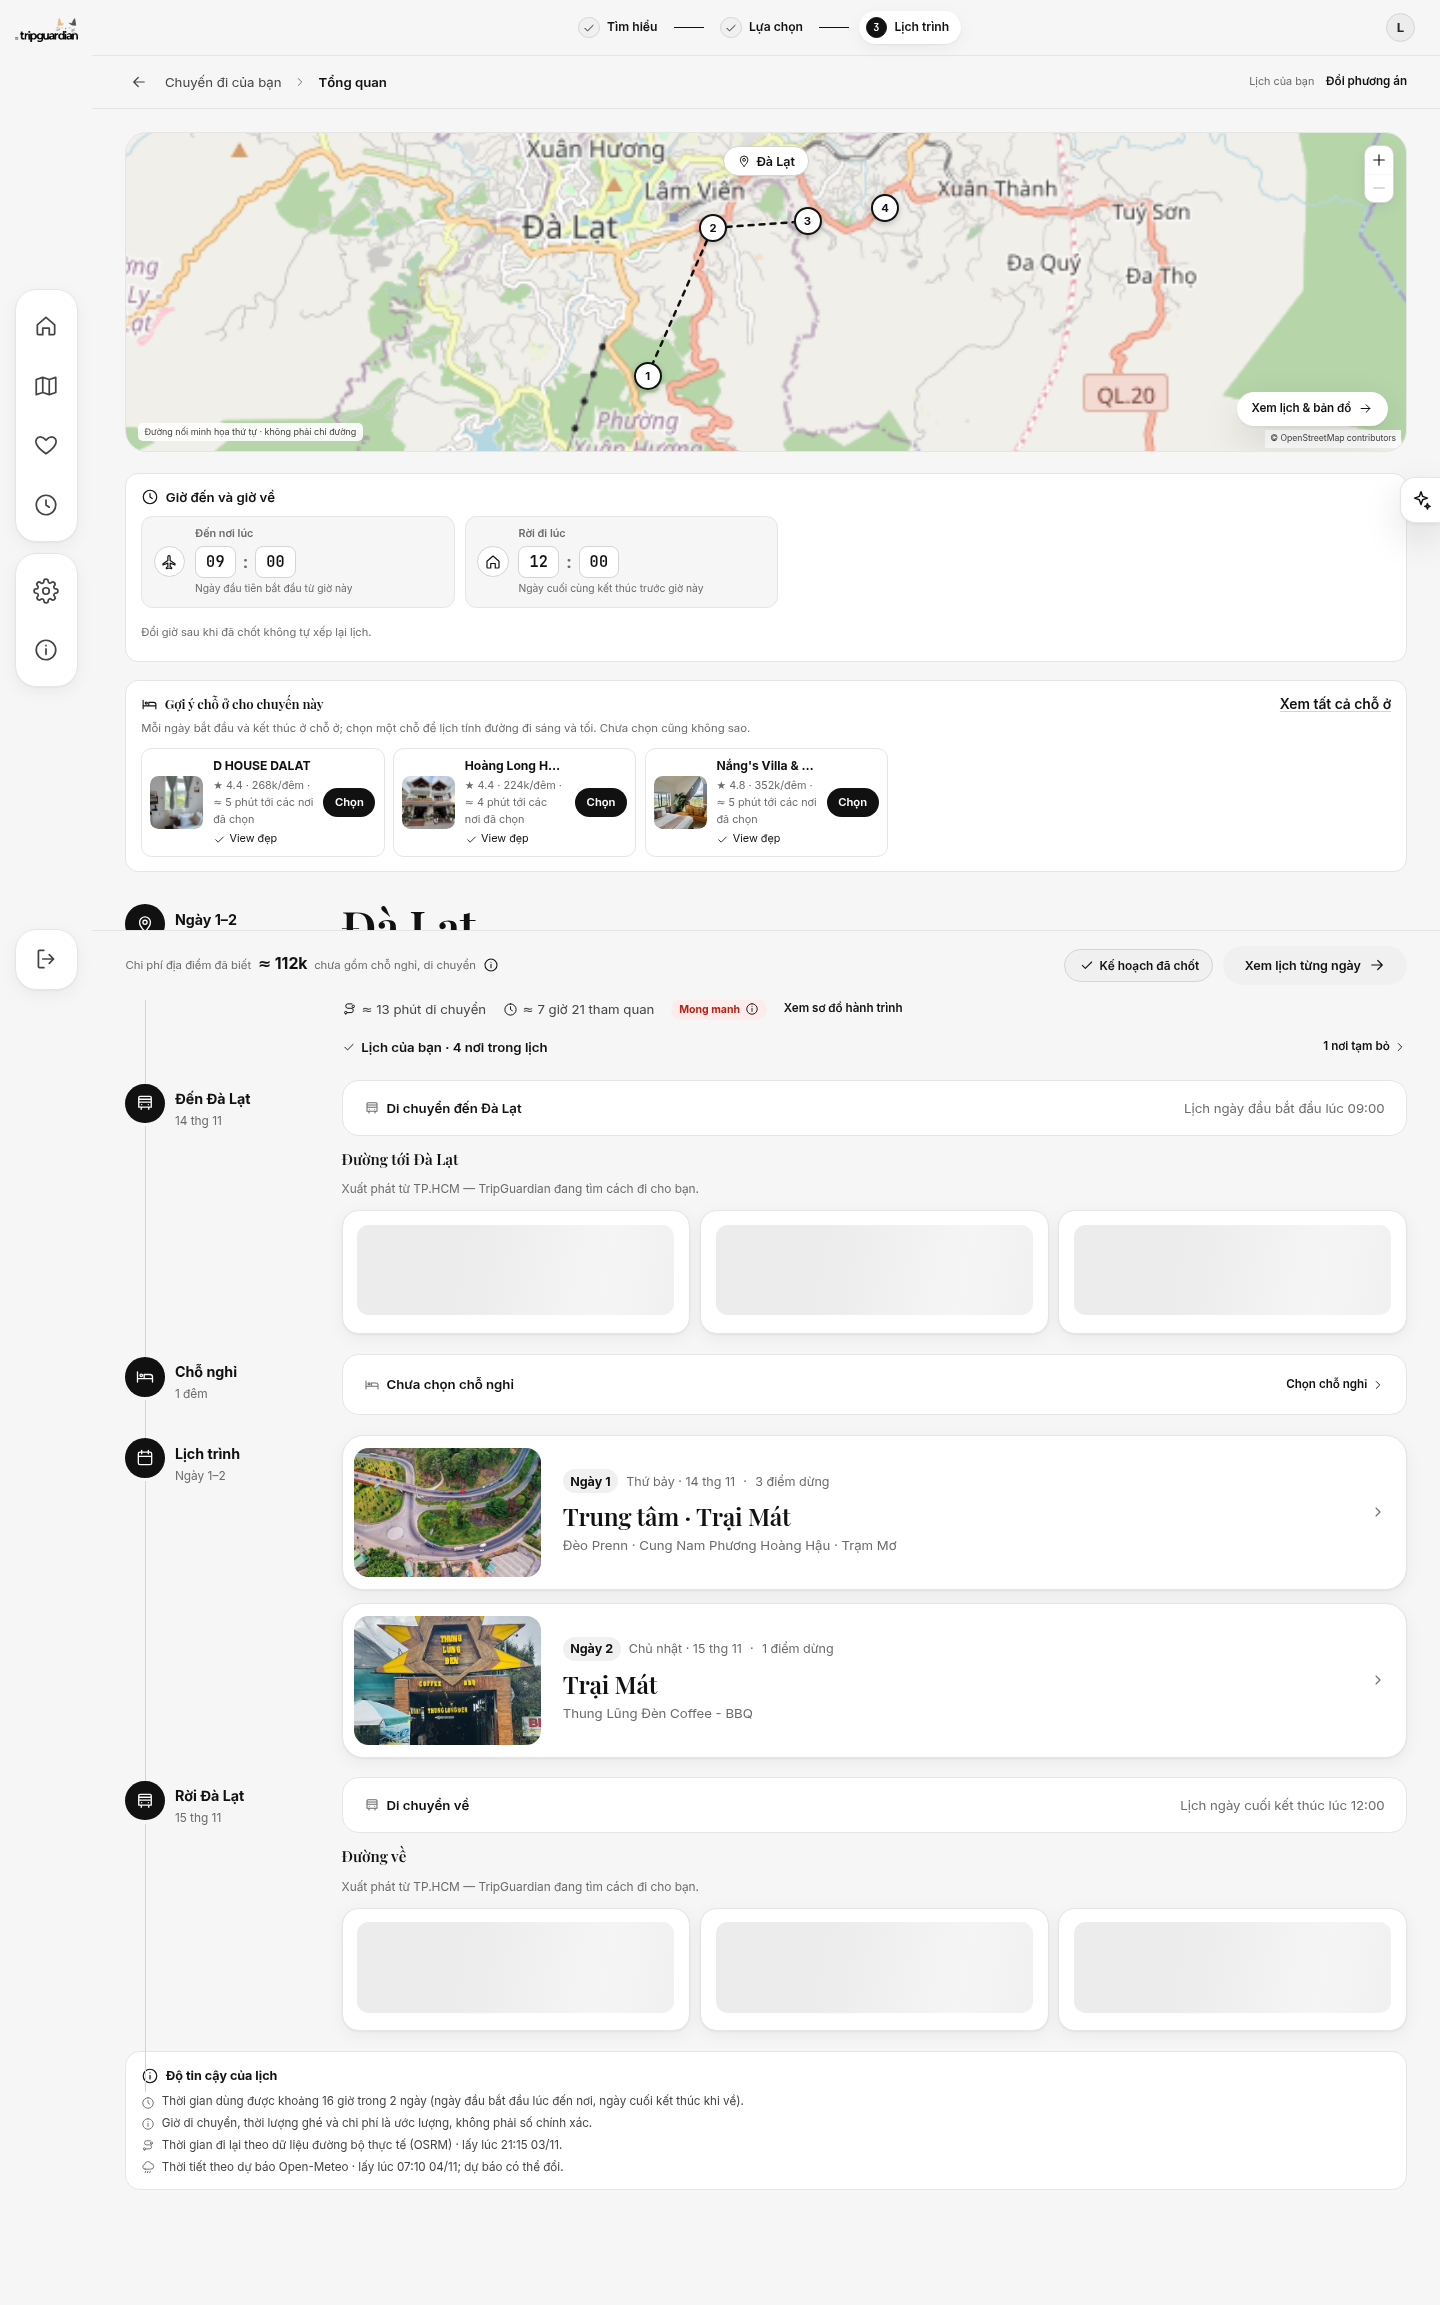 tripguardian
Tìm hiểu
Lựa chọn
3 Lịch trình
L
Chuyến đi của bạn
Tổng quan
Lịch của bạn
Đổi phương án
Xuân Hương
Đà Lạt
Lâm Viên
Xuân Thành
Tuý Sơn
Đà Lạt
Đa Quý
Đa Thọ
1
2
3
4
+
QL.20
Phường
Xuân Hương
Xem lịch & bản đồ
Đường nối minh họa thứ tự · không phải chỉ đường
© OpenStreetMap contributors
Giờ đến và giờ về
Đến nơi lúc
09 : 00
Ngày đầu tiên bắt đầu từ giờ này
Rời đi lúc
12 : 00
Ngày cuối cùng kết thúc trước giờ này
Đổi giờ sau khi đã chốt không tự xếp lại lịch.
Gợi ý chỗ ở cho chuyến này
Xem tất cả chỗ ở
Mỗi ngày bắt đầu và kết thúc ở chỗ ở; chọn một chỗ để lịch tính đường đi sáng và tối. Chưa chọn cũng không sao.
D HOUSE DALAT
★ 4.4 · 268k/đêm ·
≈ 5 phút tới các nơi
đã chọn
View đẹp
Chọn
Hoàng Long H...
★ 4.4 · 224k/đêm ·
≈ 4 phút tới các
nơi đã chọn
View đẹp
Chọn
Nắng's Villa & ...
★ 4.8 · 352k/đêm ·
≈ 5 phút tới các nơi
đã chọn
View đẹp
Chọn
Ngày 1–2
Đà Lạt
Chi phí địa điểm đã biết ≈ 112k chưa gồm chỗ nghỉ, di chuyển
Kế hoạch đã chốt
Xem lịch từng ngày
≈ 13 phút di chuyển
≈ 7 giờ 21 tham quan
Mong manh
Xem sơ đồ hành trình
Lịch của bạn · 4 nơi trong lịch
1 nơi tạm bỏ
Đến Đà Lạt
14 thg 11
Di chuyển đến Đà Lạt
Lịch ngày đầu bắt đầu lúc 09:00
Đường tới Đà Lạt
Xuất phát từ TP.HCM — TripGuardian đang tìm cách đi cho bạn.
Chỗ nghỉ
1 đêm
Chưa chọn chỗ nghỉ
Chọn chỗ nghỉ
Lịch trình
Ngày 1–2
Ngày 1 Thứ bảy · 14 thg 11 · 3 điểm dừng
Trung tâm · Trại Mát
Đèo Prenn · Cung Nam Phương Hoàng Hậu · Trạm Mơ
THUNG
LŨNG
ĐÈN
COFFEE BBQ
THUNG LŨNG ĐÈN
Ngày 2 Chủ nhật · 15 thg 11 · 1 điểm dừng
Trại Mát
Thung Lũng Đèn Coffee - BBQ
Rời Đà Lạt
15 thg 11
Di chuyển về
Lịch ngày cuối kết thúc lúc 12:00
Đường về
Xuất phát từ TP.HCM — TripGuardian đang tìm cách đi cho bạn.
Độ tin cậy của lịch
Thời gian dùng được khoảng 16 giờ trong 2 ngày (ngày đầu bắt đầu lúc đến nơi, ngày cuối kết thúc khi về).
Giờ di chuyển, thời lượng ghé và chi phí là ước lượng, không phải số chính xác.
Thời gian đi lại theo dữ liệu đường bộ thực tế (OSRM) · lấy lúc 21:15 03/11.
Thời tiết theo dự báo Open-Meteo · lấy lúc 07:10 04/11; dự báo có thể đổi.